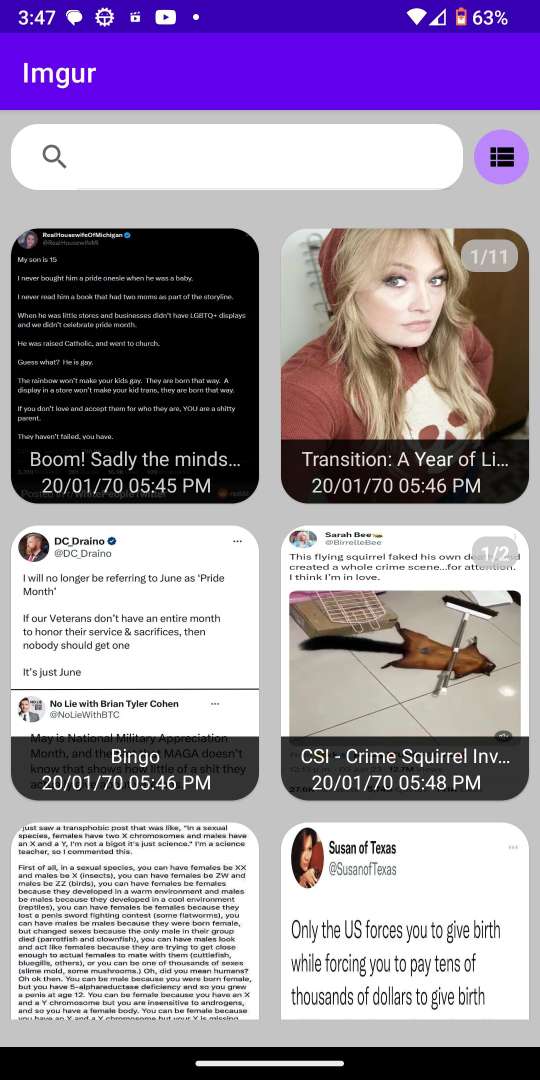 3:47
63%
Imgur
RealHousewifeOfMichigan
@RealHousewifeMI
My son is 15
I never bought him a pride onesie when he was a baby.
I never read him a book that had two moms as part of the storyline.
When he was little stores and businesses didn't have LGBTQ+ displays
and we didn't celebrate pride month.
He was raised Catholic, and went to church.
Guess what? He is gay.
The rainbow won't make your kids gay. They are born that way. A
display in a store won't make your kid trans, they are born that way.
If you don't love and accept them for who they are, YOU are a shitty
parent.
They haven't failed, you have.
Boom! Sadly the minds...
20/01/70 05:45 PM
1/11
Transition: A Year of Li...
20/01/70 05:46 PM
DC_Draino
@DC_Draino
I will no longer be referring to June as 'Pride
Month'
If our Veterans don't have an entire month
to honor their service & sacrifices, then
nobody should get one
It's just June
No Lie with Brian Tyler Cohen
@NoLieWithBTC
May is National Military Appreciation
Month, and the fact that MAGA doesn't
know that shows how little of a shit they
Bingo
20/01/70 05:46 PM
Sarah Bee
@BirrelleBee
1/2
This flying squirrel faked his own death and
created a whole crime scene...for attention.
I think I'm in love.
CSI - Crime Squirrel Inv...
20/01/70 05:48 PM
just saw a transphobic post that was like, "In a sexual
species, females have two X chromosomes and males have
an X and a Y, I'm not a bigot it's just science." I'm a science
teacher, so I commented this.
First of all, in a sexual species, you can have females be XX
and males be X (insects), you can have females be ZW and
males be ZZ (birds), you can have females be females
because they developed in a warm environment and males
be males because they developed in a cool environment
(reptiles), you can have females be females because they
lost a penis sword fighting contest (some flatworms), you
can have males be males because they were born female,
but changed sexes because the only male in their group
died (parrotfish and clownfish), you can have males look
and act like females because they are trying to get close
enough to actual females to mate with them (cuttlefish,
bluegills, others), or you can be one of thousands of sexes
(slime mold, some mushrooms.) Oh, did you mean humans?
Oh ok then. You can be male because you were born female,
but you have 5-alphareductase deficiency and so you grew
a penis at age 12. You can be female because you have an X
and a Y chromosome but you are insensitive to androgens,
and so you have a female body. You can be female because
you have an X and a Y chromosome but your Y is missing
Susan of Texas
@SusanofTexas
Only the US forces you to give birth
while forcing you to pay tens of
thousands of dollars to give birth